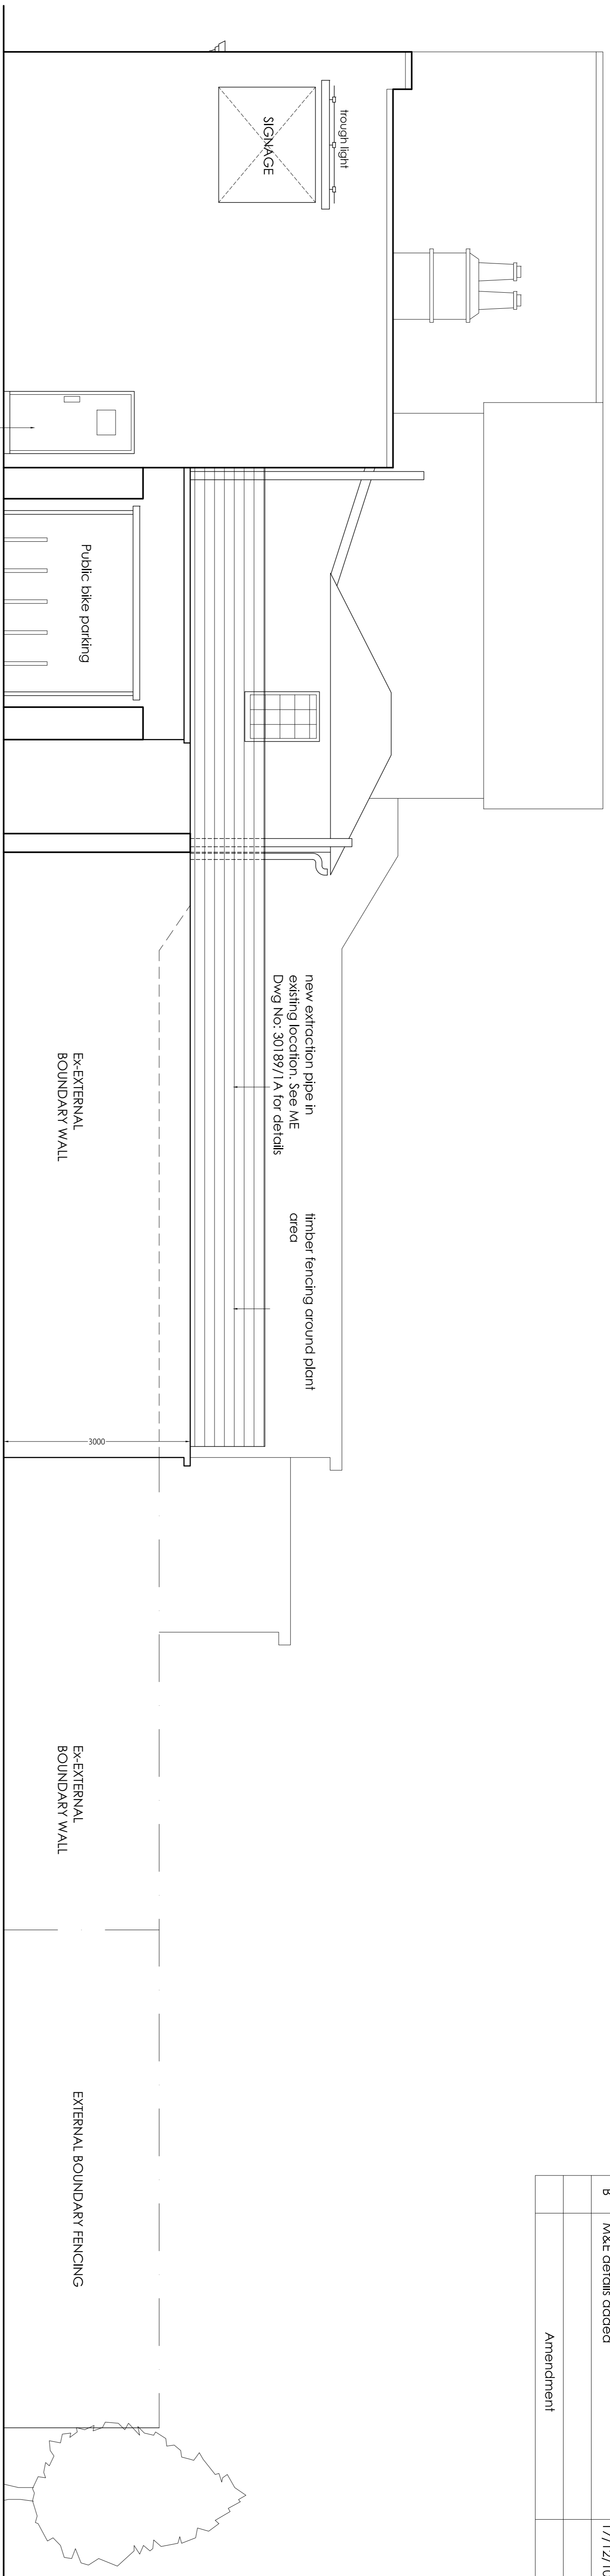 trough light
SIGNAGE
Public bike parking
new extraction pipe in
existing location. See ME
Dwg No: 30189/1A for details
timber fencing around plant
area
3000
Ex-EXTERNAL
BOUNDARY WALL
Ex-EXTERNAL
BOUNDARY WALL
EXTERNAL BOUNDARY FENCING
B M&E details added
Amendment